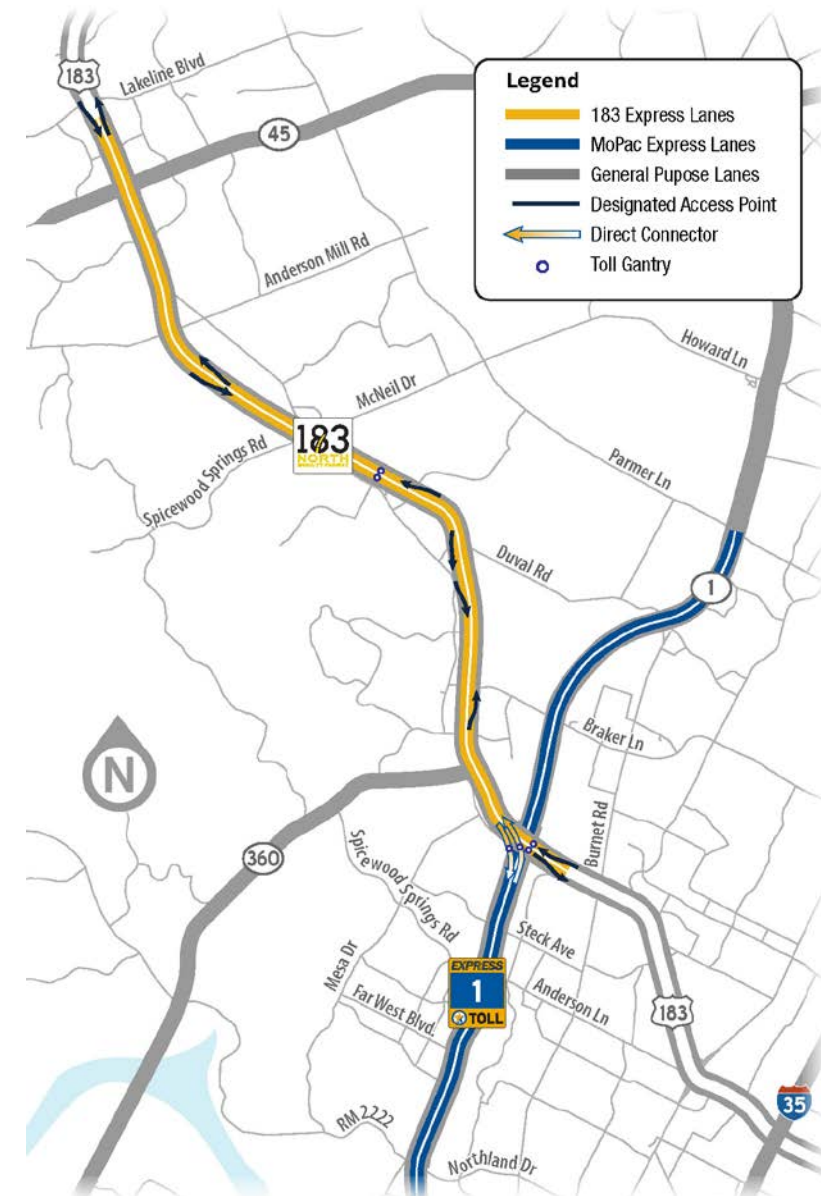 183
Lakeline Blvd
45
Legend
183 Express Lanes
MoPac Express Lanes
General Pupose Lanes
Designated Access Point
Direct Connector
Toll Gantry
Anderson Mill Rd
Howard Ln
McNeil Dr
183
NORTH
Spicewood Springs Rd
Parmer Ln
Duval Rd
1
Braker Ln
N
Burnet Rd
360
Spicewood Springs Rd
Steck Ave
Mesa Dr
EXPRESS
1
TOLL
Anderson Ln
Far West Blvd.
183
35
RM 2222
Northland Dr